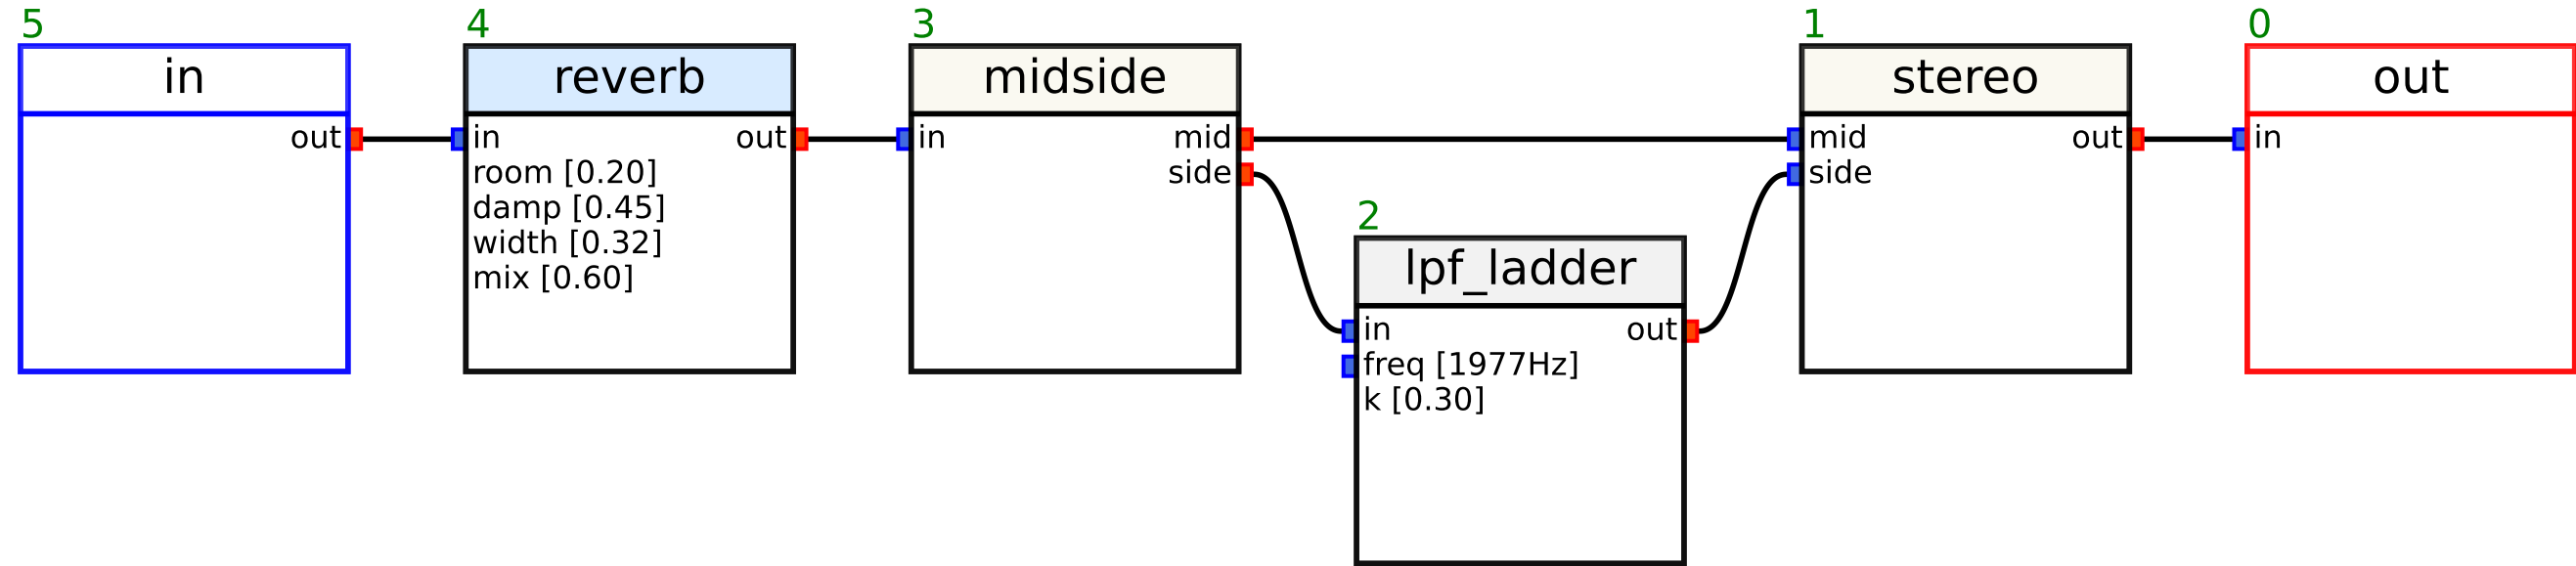 5
in
out
4
reverb
in
out
room [0.20]
damp [0.45]
width [0.32]
mix [0.60]
3
midside
in
mid
side
2
lpf_ladder
in
out
freq [1977Hz]
k [0.30]
1
stereo
mid
out
side
0
out
in